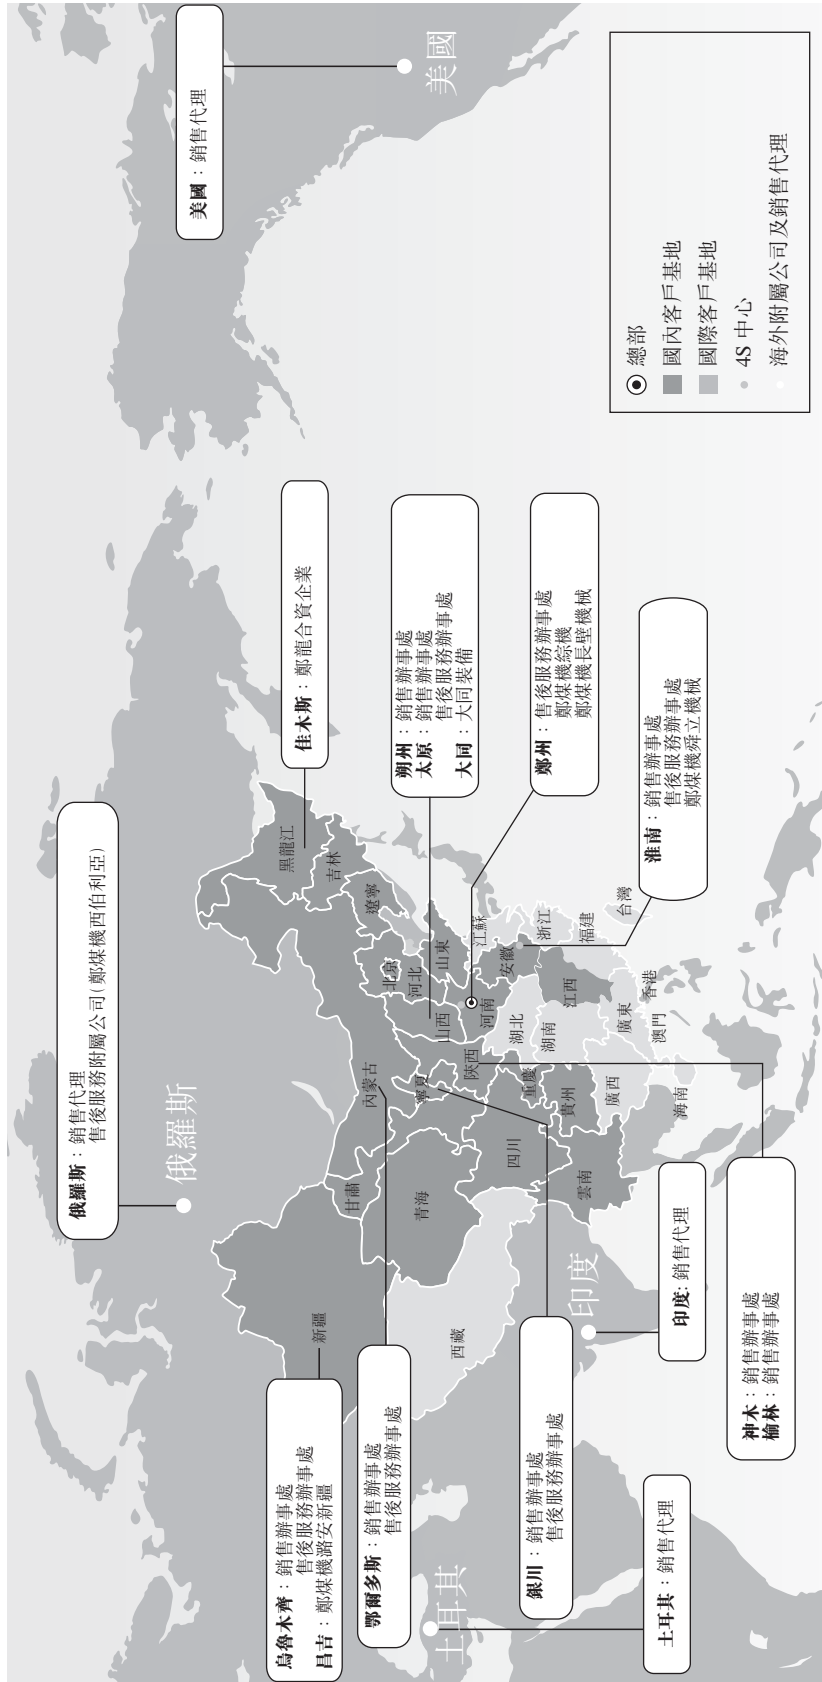 俄羅斯：銷售代理
售後服務附屬公司(鄭煤機西伯利亞)
美國：銷售代理
俄羅斯
美國
佳木斯：鄭龍合資企業
烏魯木齊：銷售辦事處
售後服務辦事處
昌吉：鄭煤機潞安新疆
鄂爾多斯：銷售辦事處
售後服務辦事處
朔州：銷售辦事處
太原：銷售辦事處
售後服務辦事處
大同：大同裝備
鄭州：售後服務辦事處
鄭煤機綜機
鄭煤機長壁機械
淮南：銷售辦事處
售後服務辦事處
鄭煤機舜立機械
銀川：銷售辦事處
售後服務辦事處
土耳其
土耳其：銷售代理
印度
印度:銷售代理
神木：銷售辦事處
榆林：銷售辦事處
新疆
甘肅
內蒙古
黑龍江
吉林
遼寧
青海
寧夏
北京
河北
山西
山東
西藏
陝西
河南
江蘇
四川
重慶
湖北
安徽
浙江
雲南
貴州
湖南
江西
福建
廣西
廣東
台灣
海南
澳門
香港
總部
國內客戶基地
國際客戶基地
4S 中心
海外附屬公司及銷售代理